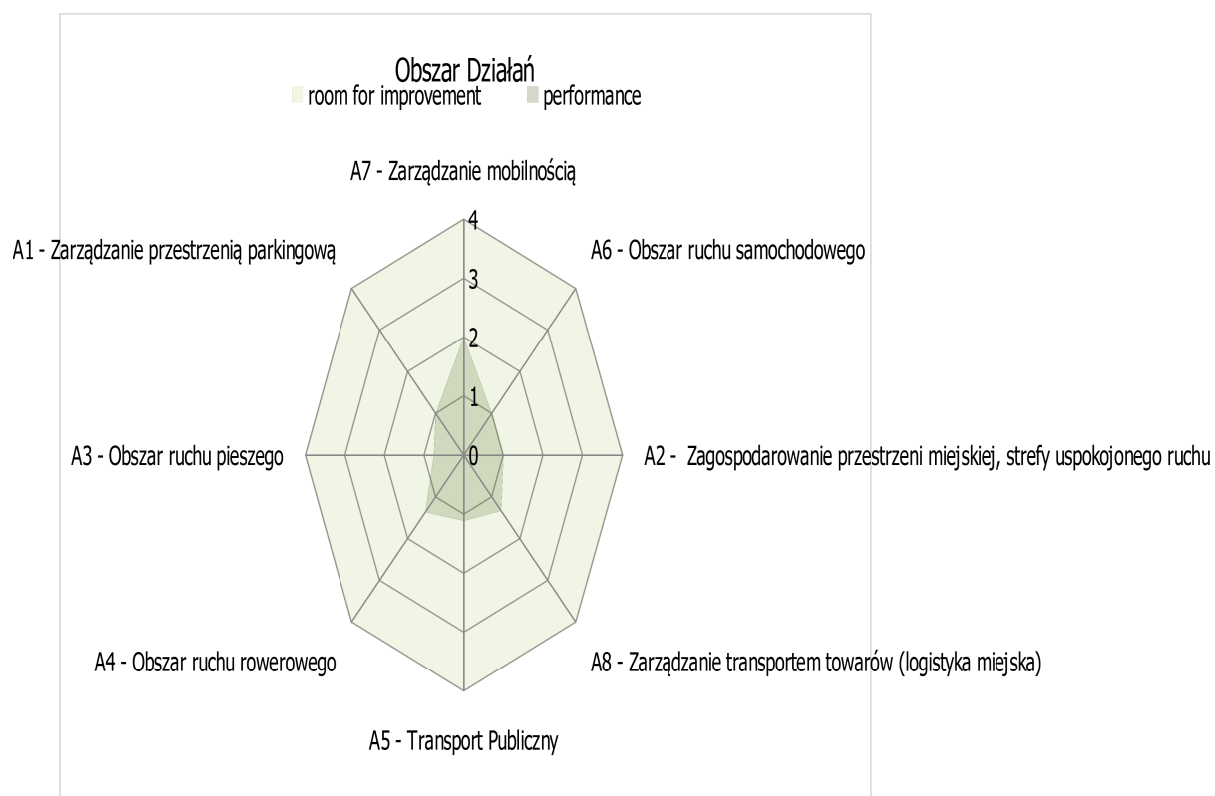 Obszar Działań
room for improvement performance
A7 - Zarządzanie mobilnością
A1 - Zarządzanie przestrzenią parkingową
A6 - Obszar ruchu samochodowego
4
3
2
1
0
A3 - Obszar ruchu pieszego
A2 - Zagospodarowanie przestrzeni miejskiej, strefy uspokojonego ruchu
A4 - Obszar ruchu rowerowego
A8 - Zarządzanie transportem towarów (logistyka miejska)
A5 - Transport Publiczny